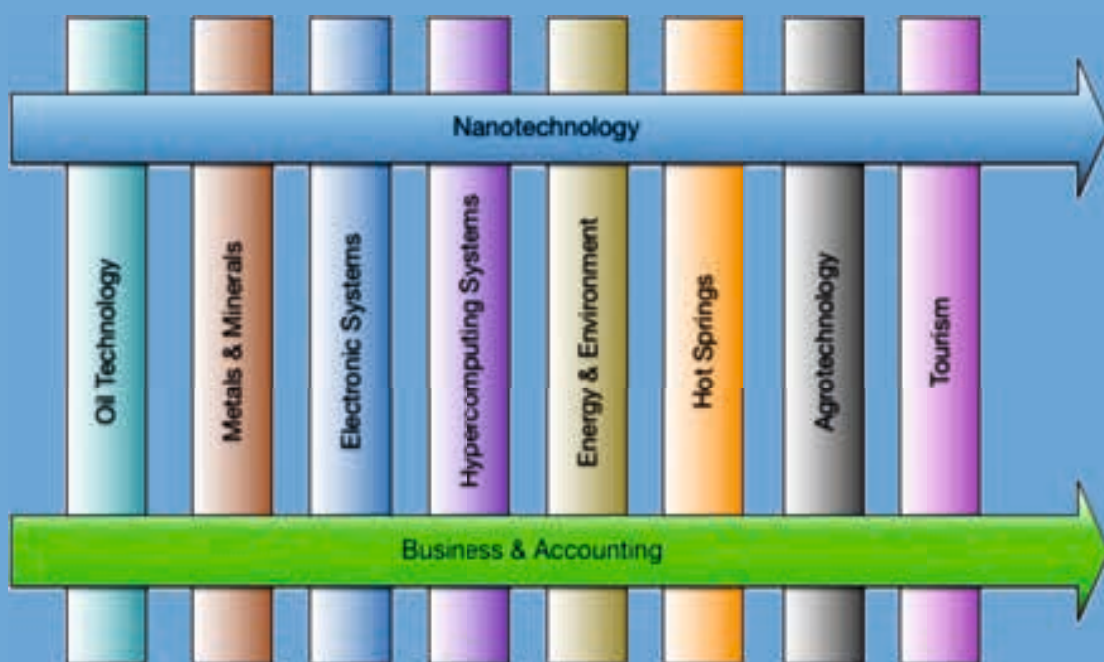 Nanotechnology
Oil Technology
Metals & Minerals
Electronic Systems
Hypercomputing Systems
Energy & Environment
Hot Springs
Agrotechnology
Tourism
Business & Accounting